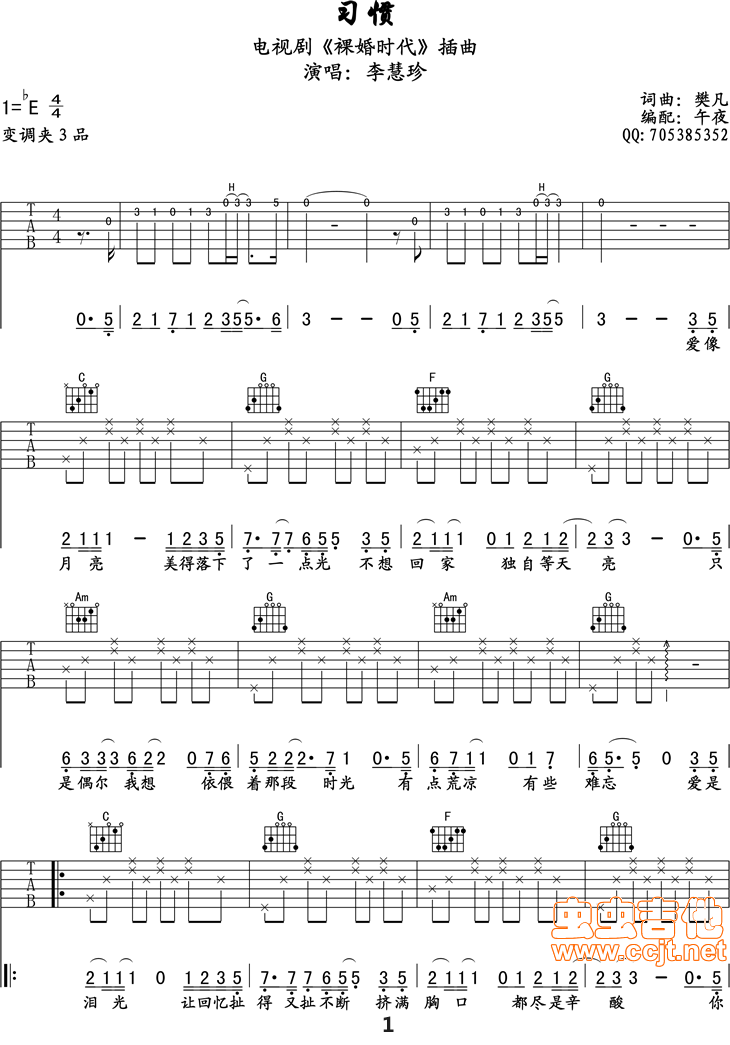 习惯
电视剧《裸婚时代》插曲
演唱：李慧珍
1=♭E 4/4
词曲：樊凡
编配：午夜
变调夹 3 品
QQ: 705385352
H H
0 3 1 0 1 3 0 3 3 5 0 0 0 3 1 0 1 3 0 3 3 0
T A B 4 4
0· 5 | 2 1 7 1 2 3 5 5· 6 | 3 — — 0 5 | 2 1 7 1 2 3 5 5 | 3 — — 3 5
爱 像
C G F G
T A B
2 1 1 1 — 1 2 3 5 | 7· 7 7 6 5 5 3 5 | 2 1 1 1 0 1 2 1 2 | 2 3 3 — 0· 5
月 亮 美得落下 了 一 点光 不想 回 家 独自等天 亮 只
Am G Am G
T A B
6 3 3 3 6 2 2 0 7 6 | 5 2 2 2· 7 1 0· 5 | 6 7 1 1 0 1 7 | 6 5· 5 0 3 5
是偶尔 我想 依偎 着那段 时光 有 点荒凉 有些 难忘 爱是
C G F G
T A B
2 1 1 1 0 1 2 3 5 | 7· 7 7 6 5 5 3 5 | 2 1 1 1 0 1 2 1 2 | 2 3 3 — 0· 5
泪 光 让回忆扯 得 又扯不断 挤满 胸 口 都尽是辛 酸 你
虫虫吉他
www.ccjt.net
1